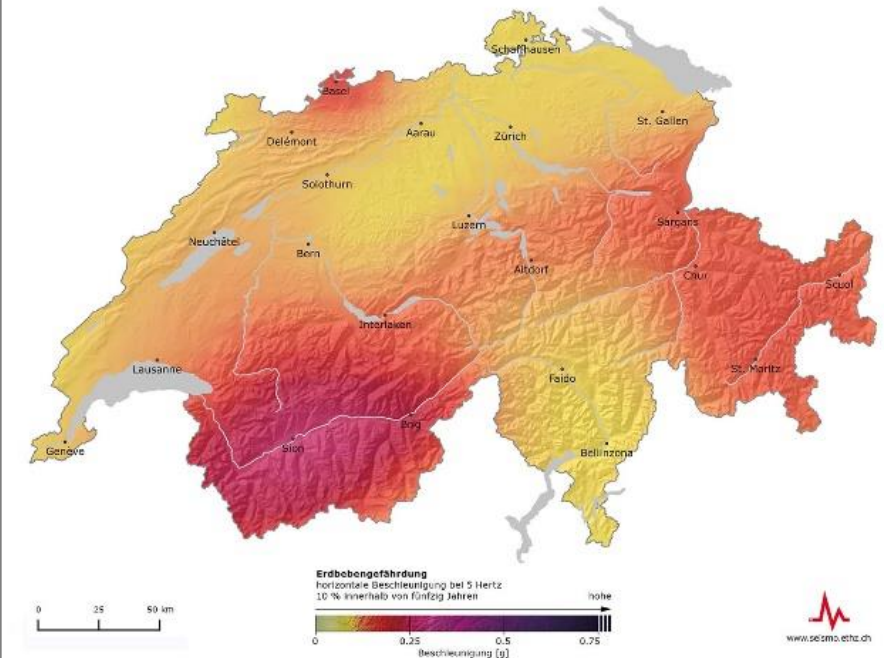 Schaffhausen
Basel
St. Gallen
Delémont
Aarau
Zürich
Solothurn
Sargans
Luzern
Neuchâtel
Bern
Altdorf
Chur
Scuol
Interlaken
Lausanne
Faido
St. Moritz
Brig
Genève
Sion
Bellinzona
Erdbebengefährdung
horizontale Beschleunigung bei 5 Hertz
10 % innerhalb von fünfzig Jahren
hohe
0 25 50 km
0 0.25 0.5 0.75
Beschleunigung [g]
www.seismo.ethz.ch